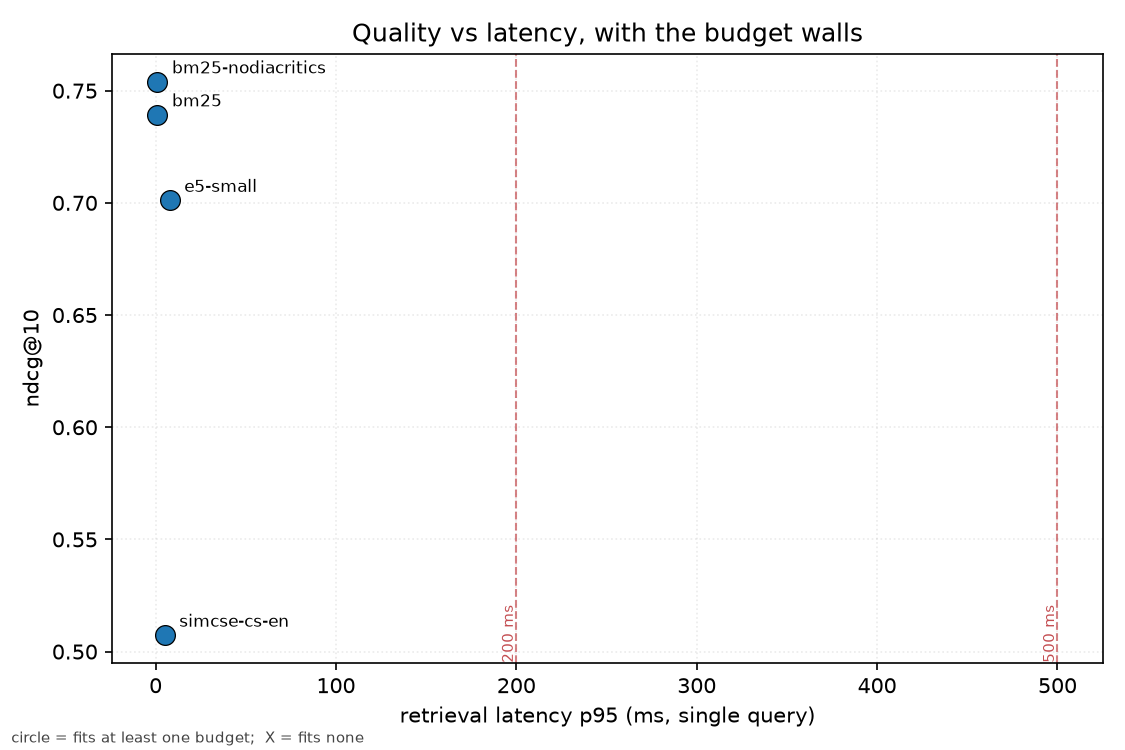 Quality vs latency, with the budget walls
bm25-nodiacritics
bm25
e5-small
simcse-cs-en
200 ms
500 ms
0.75
0.70
0.65
0.60
0.55
0.50
ndcg@10
0
100
200
300
400
500
retrieval latency p95 (ms, single query)
circle = fits at least one budget;  X = fits none